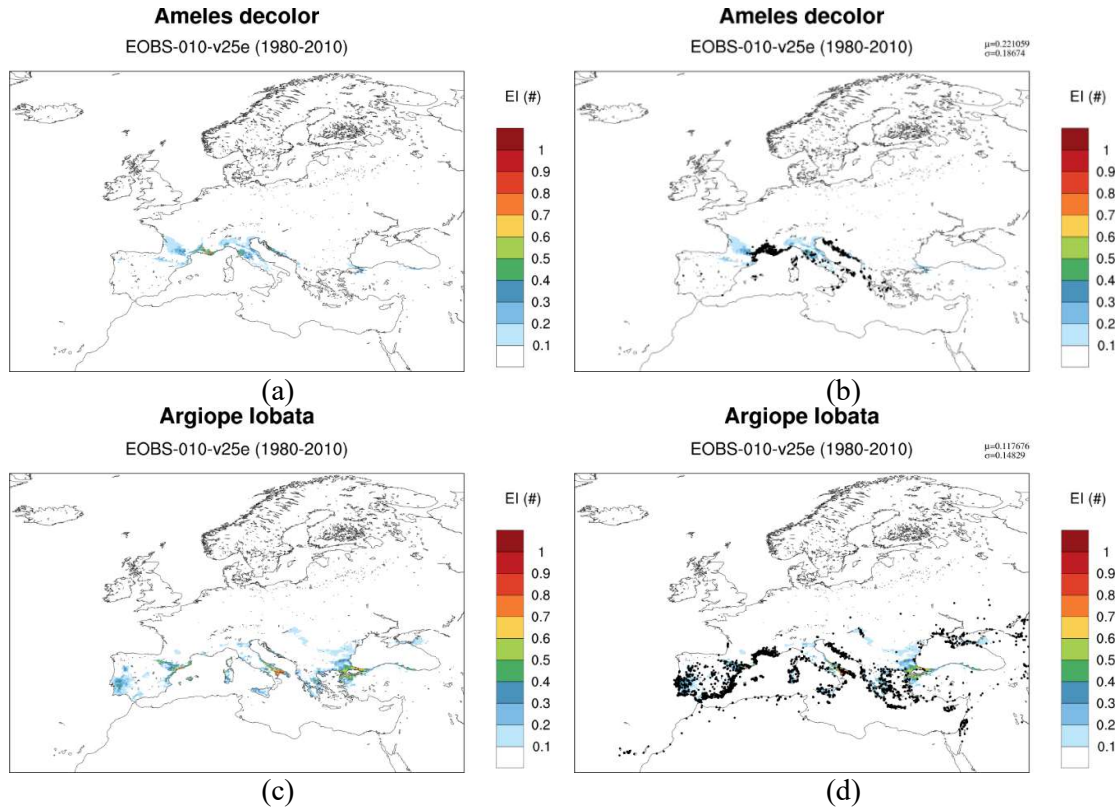 Ameles decolor
EOBS-010-v25e (1980-2010)
EI (#)
1
0.9
0.8
0.7
0.6
0.5
0.4
0.3
0.2
0.1
(a)
Ameles decolor
EOBS-010-v25e (1980-2010)
μ=0.221059
σ=0.18674
EI (#)
1
0.9
0.8
0.7
0.6
0.5
0.4
0.3
0.2
0.1
(b)
Argiope lobata
EOBS-010-v25e (1980-2010)
EI (#)
1
0.9
0.8
0.7
0.6
0.5
0.4
0.3
0.2
0.1
(c)
Argiope lobata
EOBS-010-v25e (1980-2010)
μ=0.117676
σ=0.14829
EI (#)
1
0.9
0.8
0.7
0.6
0.5
0.4
0.3
0.2
0.1
(d)